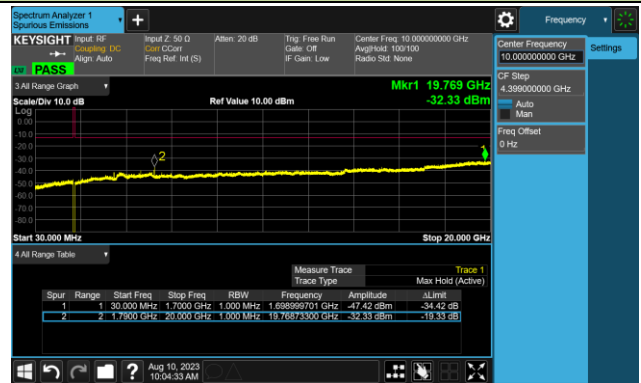 Spectrum Analyzer 1
Spurious Emissions
Frequency
KEYSIGHT Input: RF Input Z: 50 Ω Atten: 20 dB Trig: Free Run Center Freq: 10.000000000 GHz
Coupling: DC Corr CCorr Gate: Off Avg|Hold: 100/100
Align: Auto Freq Ref: Int (S) IF Gain: Low Radio Std: None
PASS
Center Frequency
10.000000000 GHz
Settings
CF Step
4.399000000 GHz
Auto
Man
Freq Offset
0 Hz
3 All Range Graph Mkr1 19.769 GHz
Scale/Div 10.0 dB Ref Value 10.00 dBm -32.33 dBm
Log
0.00
-10.0
-20.0
-30.0
-40.0
-50.0
-60.0
-70.0
-80.0
2
1
Start 30.000 MHz Stop 20.000 GHz
4 All Range Table
Measure Trace Trace 1
Trace Type Max Hold (Active)
Spur Range Start Freq Stop Freq RBW Frequency Amplitude ΔLimit
1 1 30.000 MHz 1.7000 GHz 1.000 MHz 1.698999701 GHz -47.42 dBm -34.42 dB
2 2 1.7900 GHz 20.000 GHz 1.000 MHz 19.76873300 GHz -32.33 dBm -19.33 dB
Aug 10, 2023
10:04:33 AM